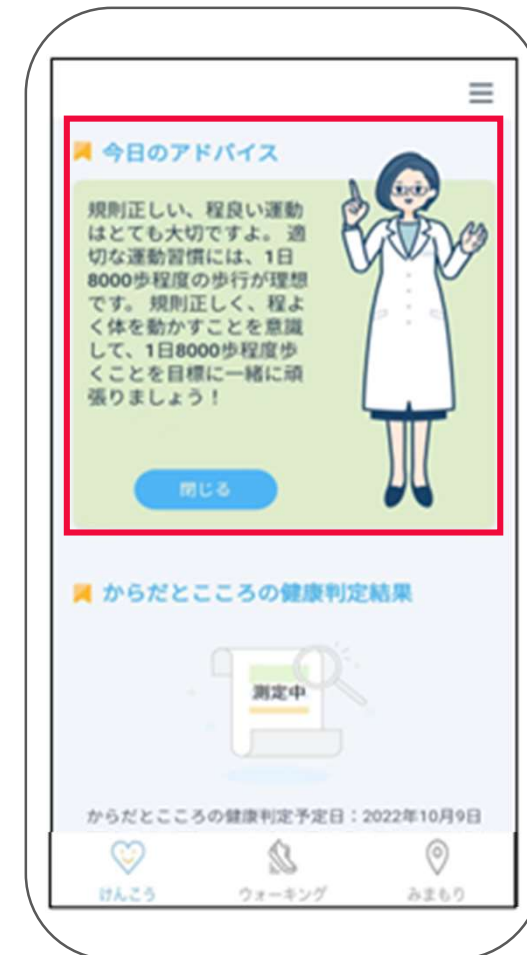 今日のアドバイス
規則正しい、程良い運動
はとても大切ですよ。 適
切な運動習慣には、1日
8000歩程度の歩行が理想
です。 規則正しく、程よ
く体を動かすことを意識
して、1日8000歩程度歩
くことを目標に一緒に頑
張りましょう！
閉じる
からだとこころの健康判定結果
測定中
からだとこころの健康判定予定日：2022年10月9日
けんこう
ウォーキング
みまもり